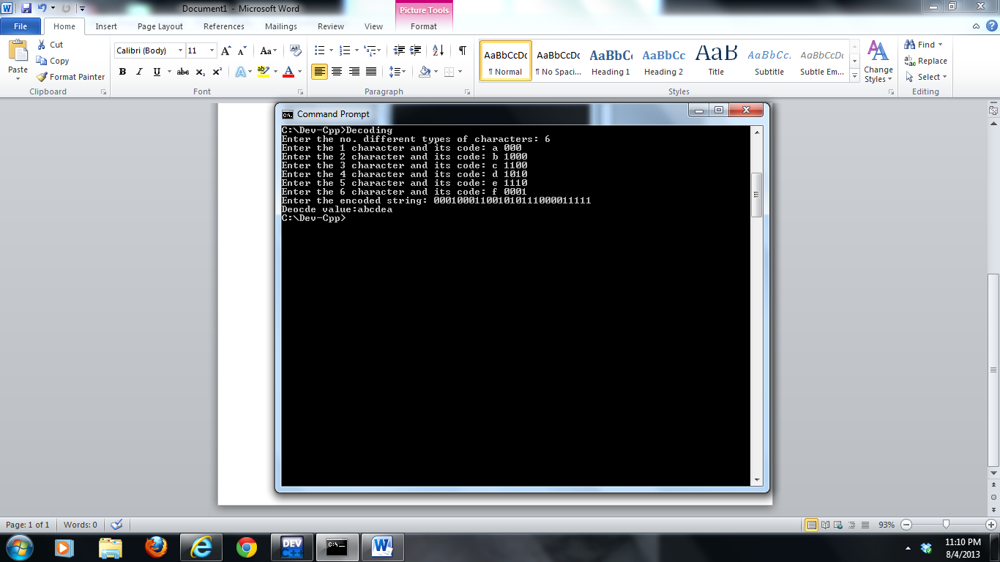 Document1 - Microsoft Word
Picture Tools
File Home Insert Page Layout References Mailings Review View Format
Paste
Cut
Copy
Format Painter
Clipboard
Calibri (Body) 11
Font
Paragraph
AaBbCcDc AaBbCcDc AaBbCc AaBbCc AaB AaBbCc. AaBbCcDc
¶ Normal ¶ No Spaci... Heading 1 Heading 2 Title Subtitle Subtle Em...
Styles
Change Styles
Find
Replace
Select
Editing
Command Prompt
C:\Dev-Cpp>Decoding
Enter the no. different types of characters: 6
Enter the 1 character and its code: a 000
Enter the 2 character and its code: b 1000
Enter the 3 character and its code: c 1100
Enter the 4 character and its code: d 1010
Enter the 5 character and its code: e 1110
Enter the 6 character and its code: f 0001
Enter the encoded string: 000100011001010111000011111
Deocde value:abcdea
C:\Dev-Cpp>
Page: 1 of 1 Words: 0 93%
11:10 PM
8/4/2013